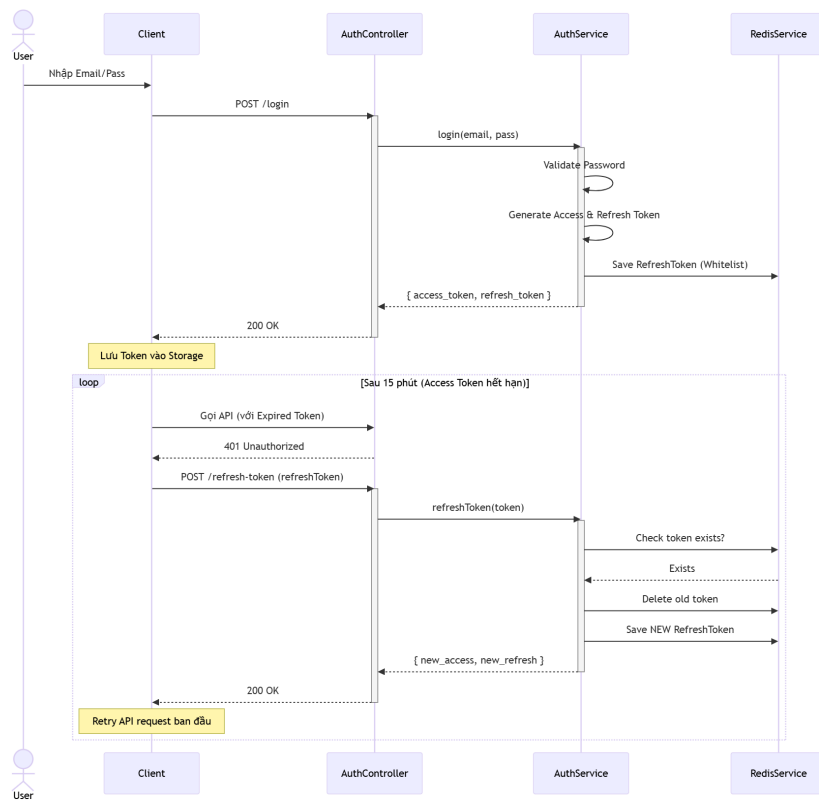 Client
AuthController
AuthService
RedisService
User
Nhập Email/Pass
POST /login
login(email, pass)
Validate Password
Generate Access & Refresh Token
Save RefreshToken (Whitelist)
{ access_token, refresh_token }
200 OK
Lưu Token vào Storage
loop
[Sau 15 phút (Access Token hết hạn)]
Gọi API (với Expired Token)
401 Unauthorized
POST /refresh-token (refreshToken)
refreshToken(token)
Check token exists?
Exists
Delete old token
Save NEW RefreshToken
{ new_access, new_refresh }
200 OK
Retry API request ban đầu
Client
AuthController
AuthService
RedisService
User